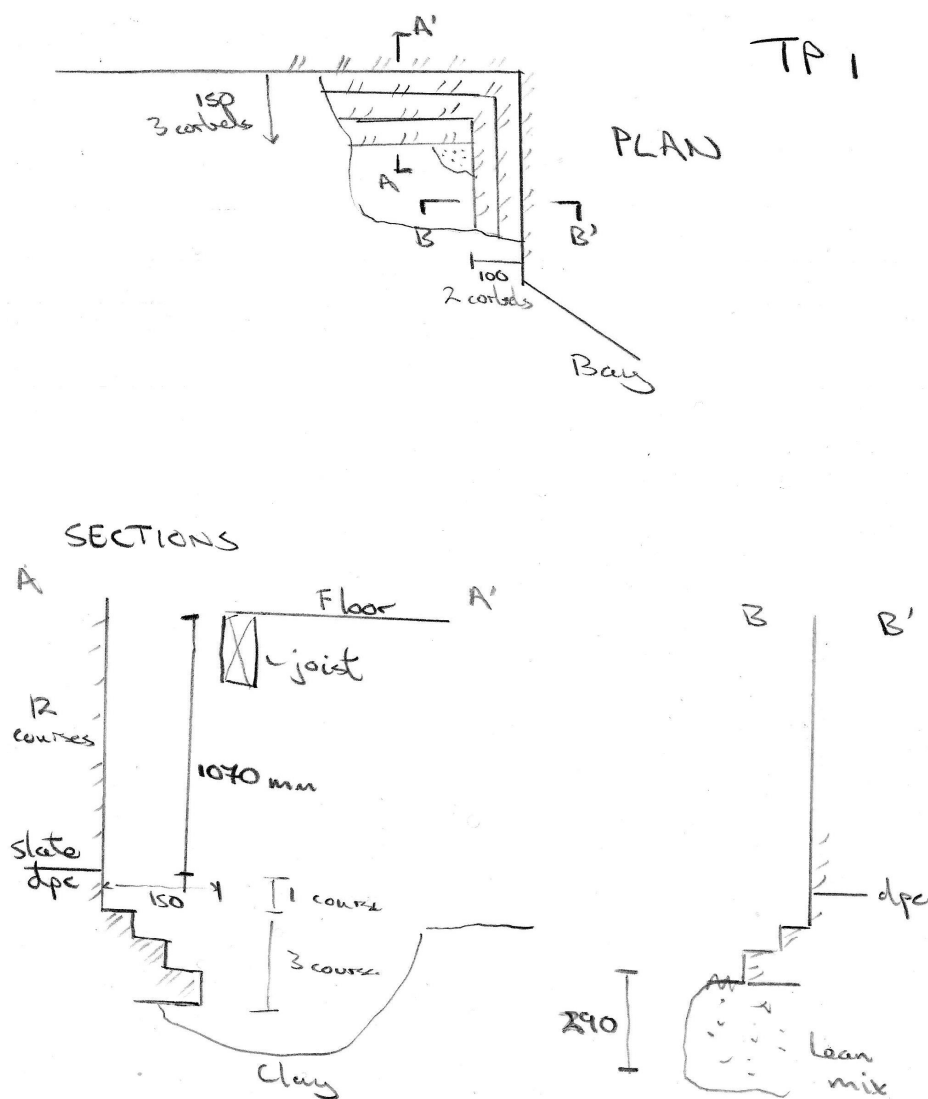 A'
TP 1
150
3 corbels
PLAN
A
B
B'
100
2 corbels
Bay
SECTIONS
A
A'
Floor
joist
12
courses
1070 mm
slate
dpc
150
1 course
3 course
Clay
B
B'
dpc
290
Lean
mix